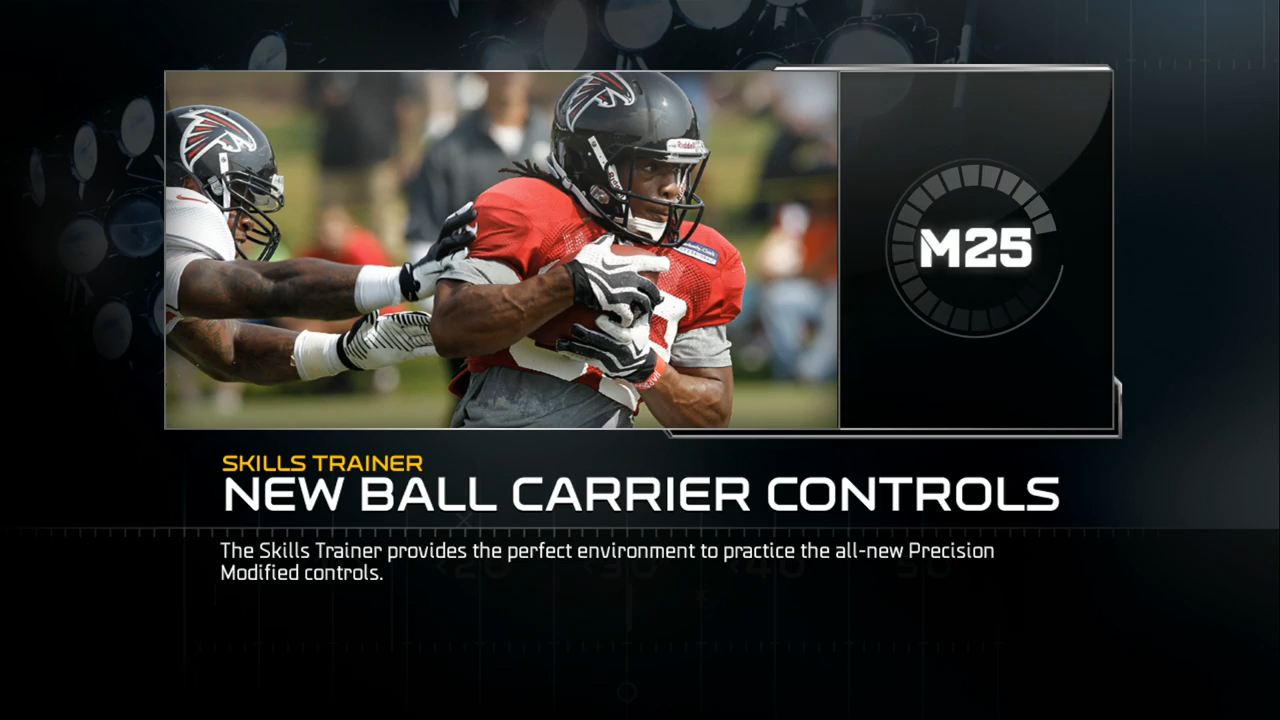 Riddell
M25
SKILLS TRAINER
NEW BALL CARRIER CONTROLS
The Skills Trainer provides the perfect environment to practice the all-new Precision
Modified controls.